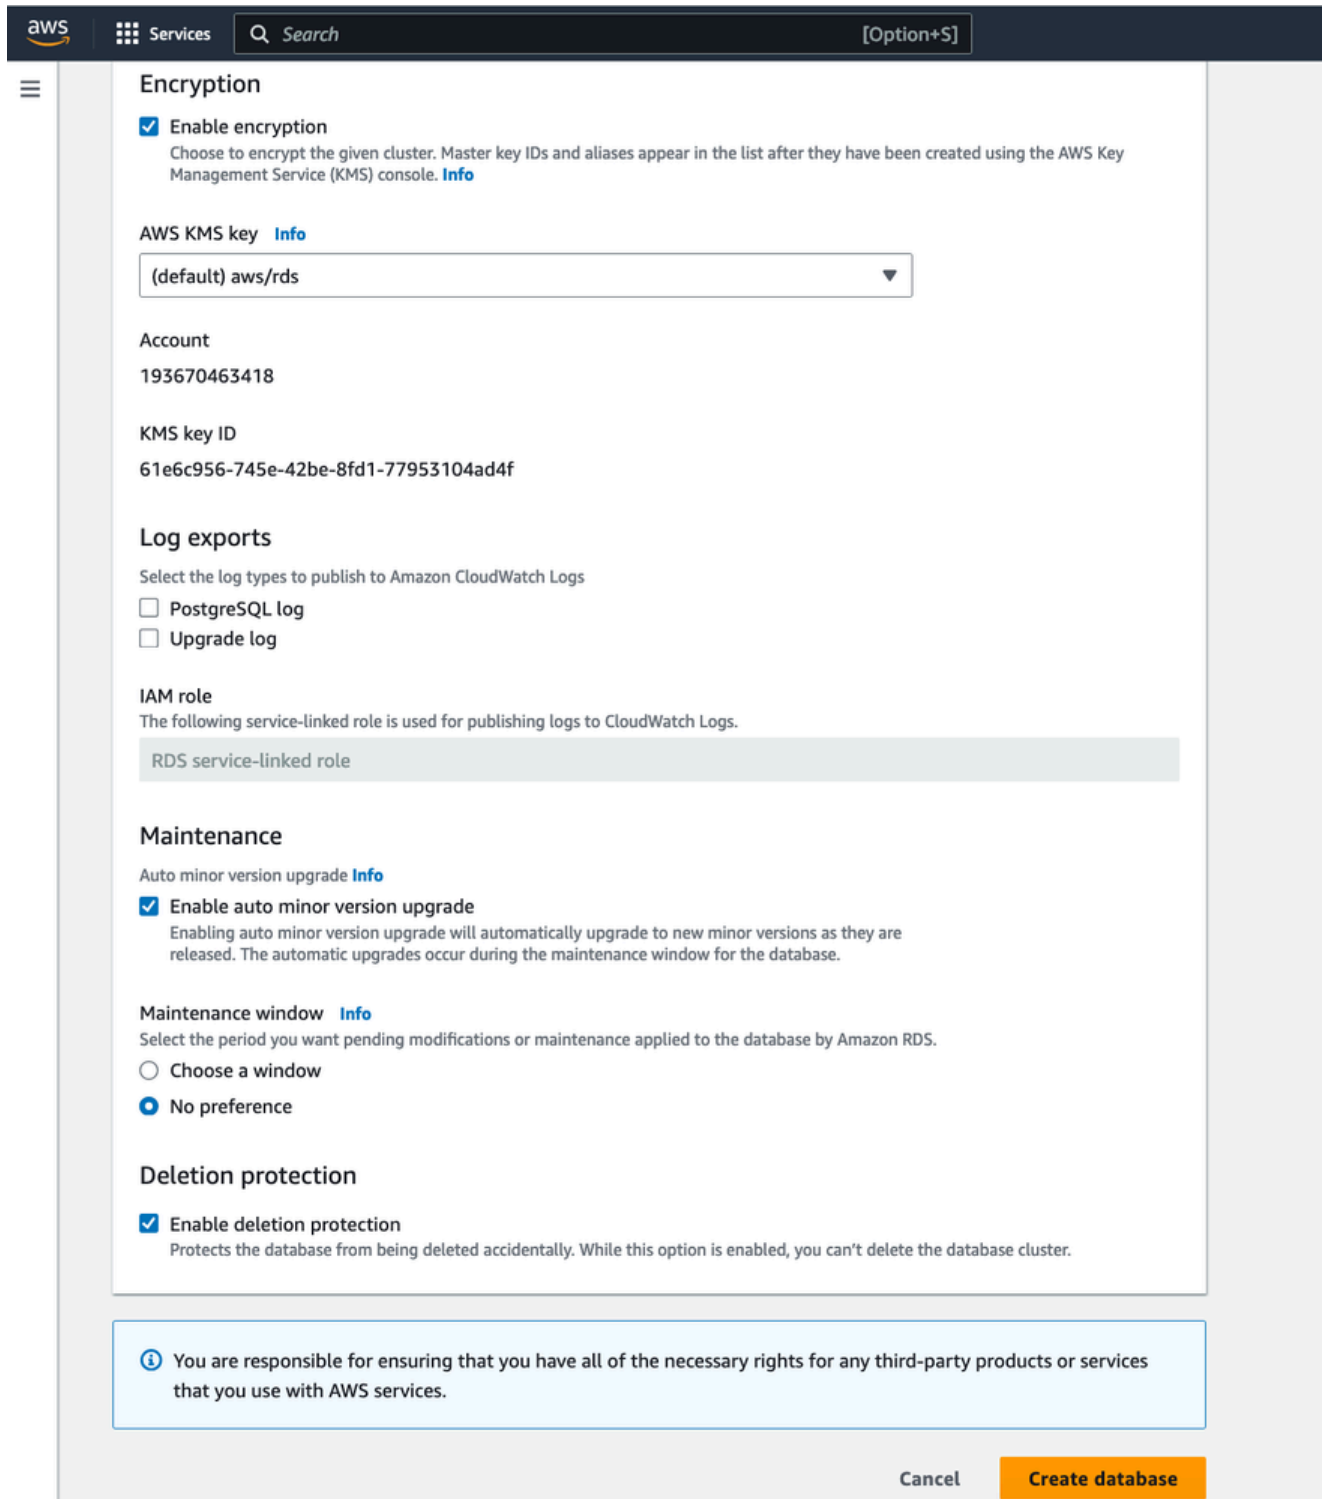 aws
Services
Search
[Option+S]
Encryption
Enable encryption
Choose to encrypt the given cluster. Master key IDs and aliases appear in the list after they have been created using the AWS Key
Management Service (KMS) console. Info
AWS KMS key Info
(default) aws/rds
Account
193670463418
KMS key ID
61e6c956-745e-42be-8fd1-77953104ad4f
Log exports
Select the log types to publish to Amazon CloudWatch Logs
PostgreSQL log
Upgrade log
IAM role
The following service-linked role is used for publishing logs to CloudWatch Logs.
RDS service-linked role
Maintenance
Auto minor version upgrade Info
Enable auto minor version upgrade
Enabling auto minor version upgrade will automatically upgrade to new minor versions as they are
released. The automatic upgrades occur during the maintenance window for the database.
Maintenance window Info
Select the period you want pending modifications or maintenance applied to the database by Amazon RDS.
Choose a window
No preference
Deletion protection
Enable deletion protection
Protects the database from being deleted accidentally. While this option is enabled, you can't delete the database cluster.
You are responsible for ensuring that you have all of the necessary rights for any third-party products or services
that you use with AWS services.
Cancel
Create database